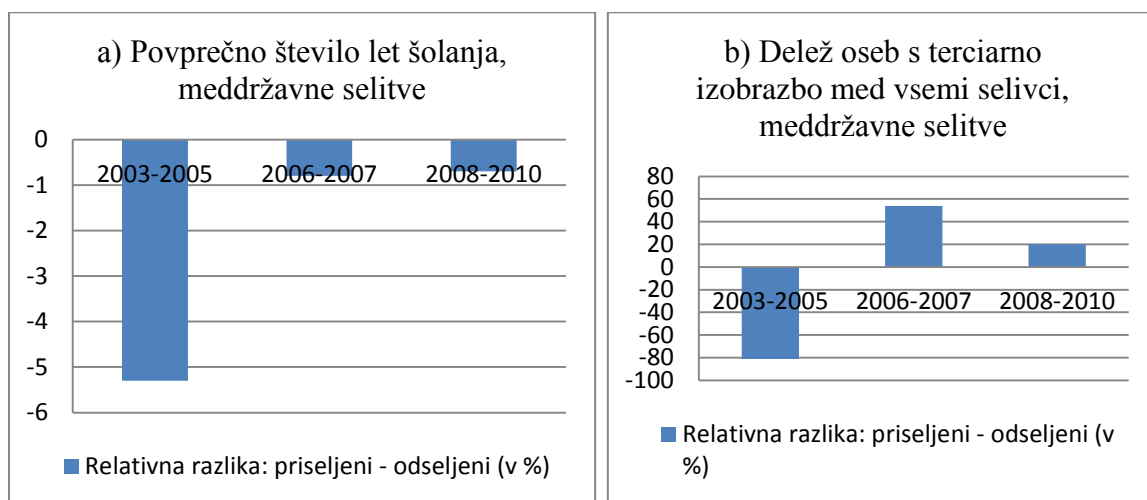 a) Povprečno število let šolanja,
meddržavne selitve
0
-1
-2
-3
-4
-5
-6
2003-2005 2006-2007 2008-2010
Relativna razlika: priseljeni - odseljeni (v %)
b) Delež oseb s terciarno
izobrazbo med vsemi selivci,
meddržavne selitve
80
60
40
20
0
-20
-40
-60
-80
-100
2003-2005 2006-2007 2008-2010
Relativna razlika: priseljeni - odseljeni (v
%)